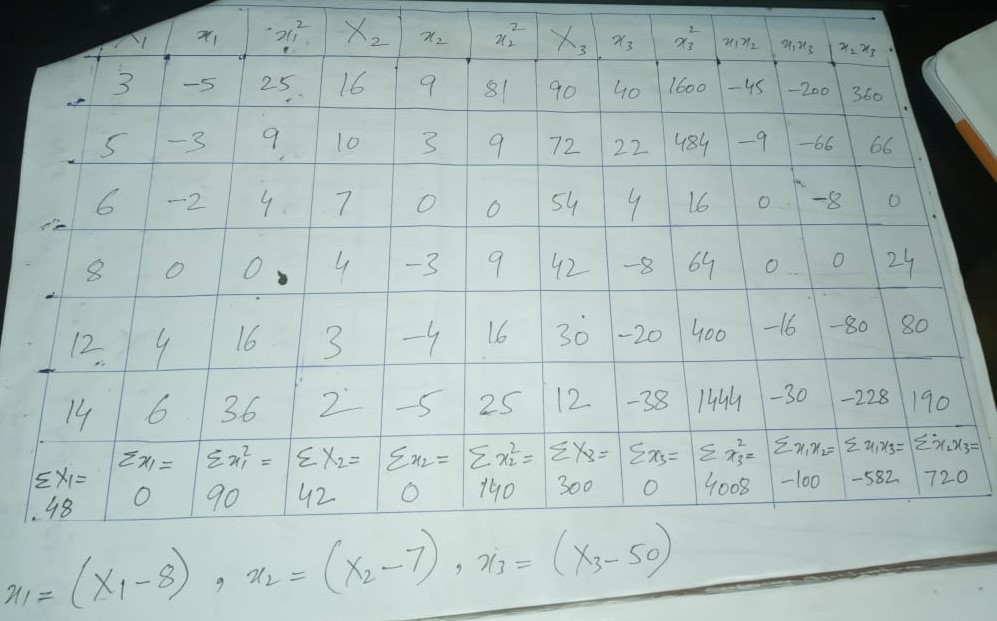 X₁ x₁ x₁² X₂ x₂ x₂² X₃ x₃ x₃² x₁x₂ x₁x₃ x₂x₃
3 -5 25 16 9 81 90 40 1600 -45 -200 360
5 -3 9 10 3 9 72 22 484 -9 -66 66
6 -2 4 7 0 0 54 4 16 0 -8 0
8 0 0 4 -3 9 42 -8 64 0 0 24
12 4 16 3 -4 16 30 -20 400 -16 -80 80
14 6 36 2 -5 25 12 -38 1444 -30 -228 190
ΣX₁= Σx₁= Σx₁²= ΣX₂= Σx₂= Σx₂²= ΣX₃= Σx₃= Σx₃²= Σx₁x₂= Σx₁x₃= Σx₂x₃=
48 0 90 42 0 140 300 0 4008 -100 -582 720
x₁ = (X₁-8), x₂ = (X₂-7), x₃ = (X₃-50)